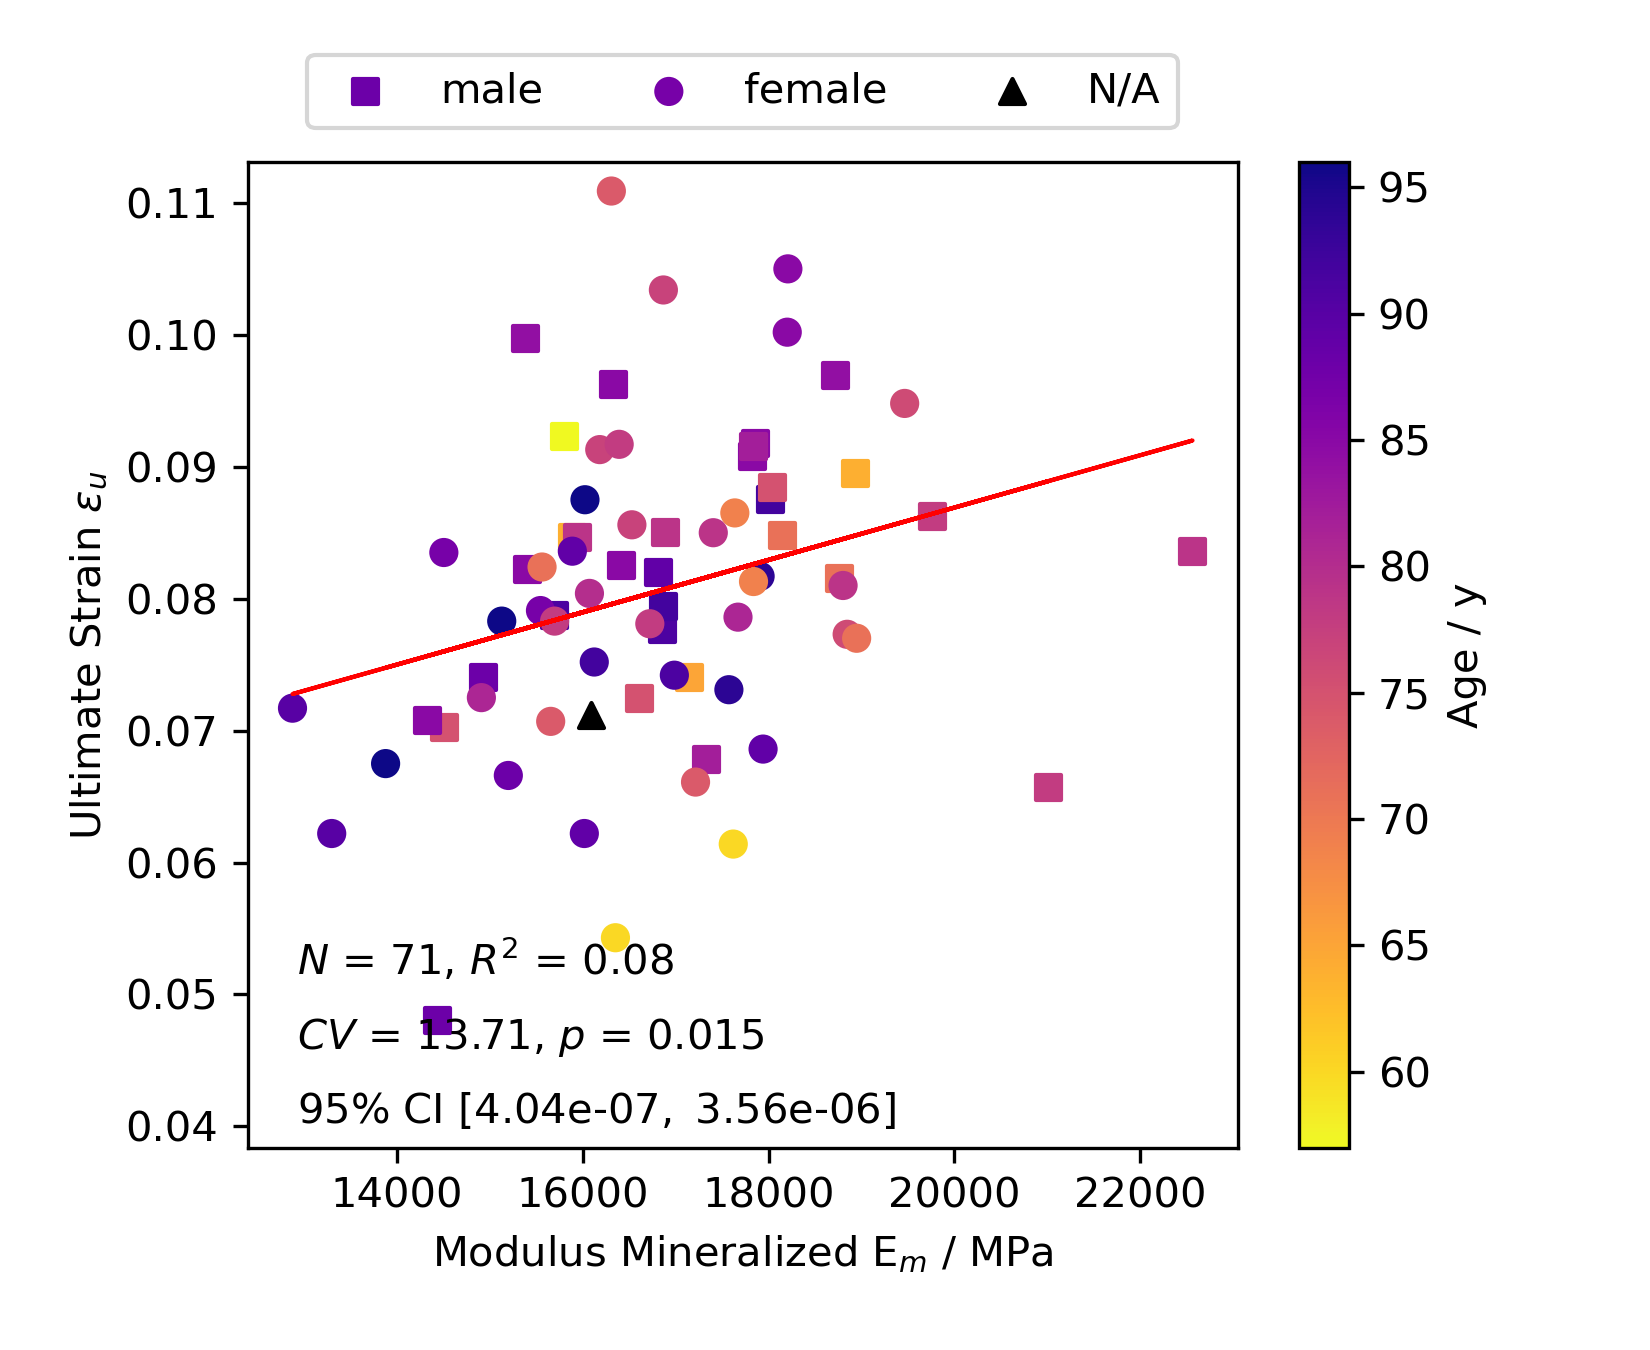 male female N/A
0.11
0.10
0.09
0.08
0.07
0.06
0.05
0.04
Ultimate Strain εu
N = 71, R² = 0.08
CV = 13.71, p = 0.015
95% CI [4.04e-07, 3.56e-06]
14000 16000 18000 20000 22000
Modulus Mineralized Em / MPa
95
90
85
80
75
70
65
60
Age / y